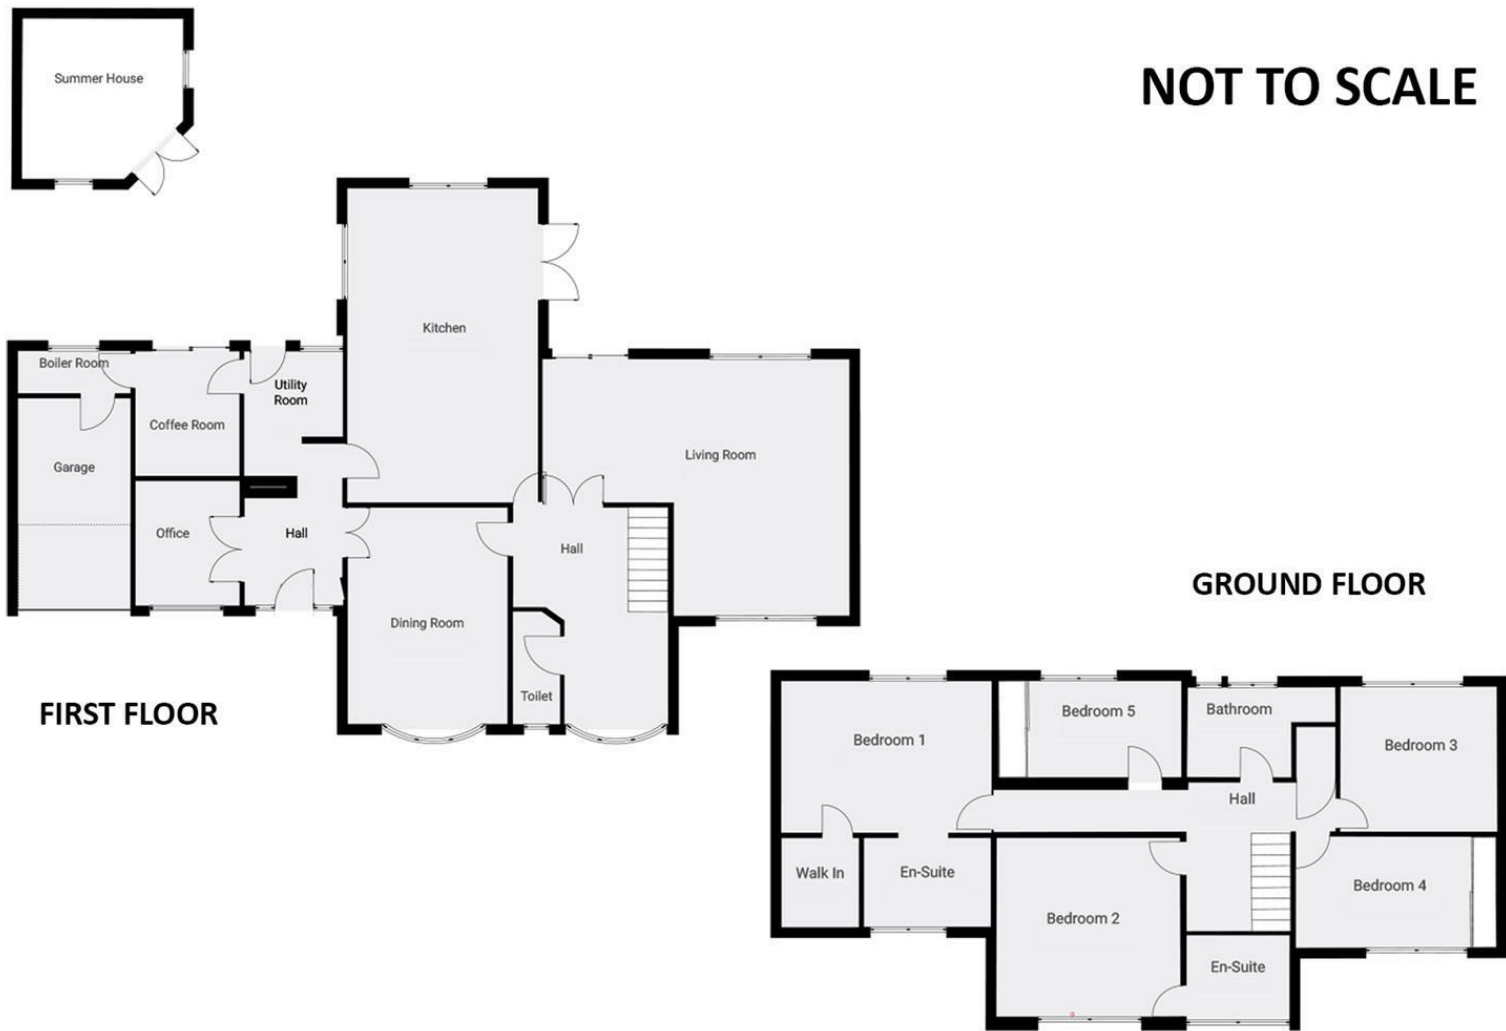 Summer House
NOT TO SCALE
Kitchen
Boiler Room
Utility
Room
Coffee Room
Living Room
Garage
Office
Hall
Hall
Dining Room
Toilet
FIRST FLOOR
GROUND FLOOR
Bedroom 1
Bedroom 5
Bathroom
Bedroom 3
Hall
Walk In
En-Suite
Bedroom 2
Bedroom 4
En-Suite